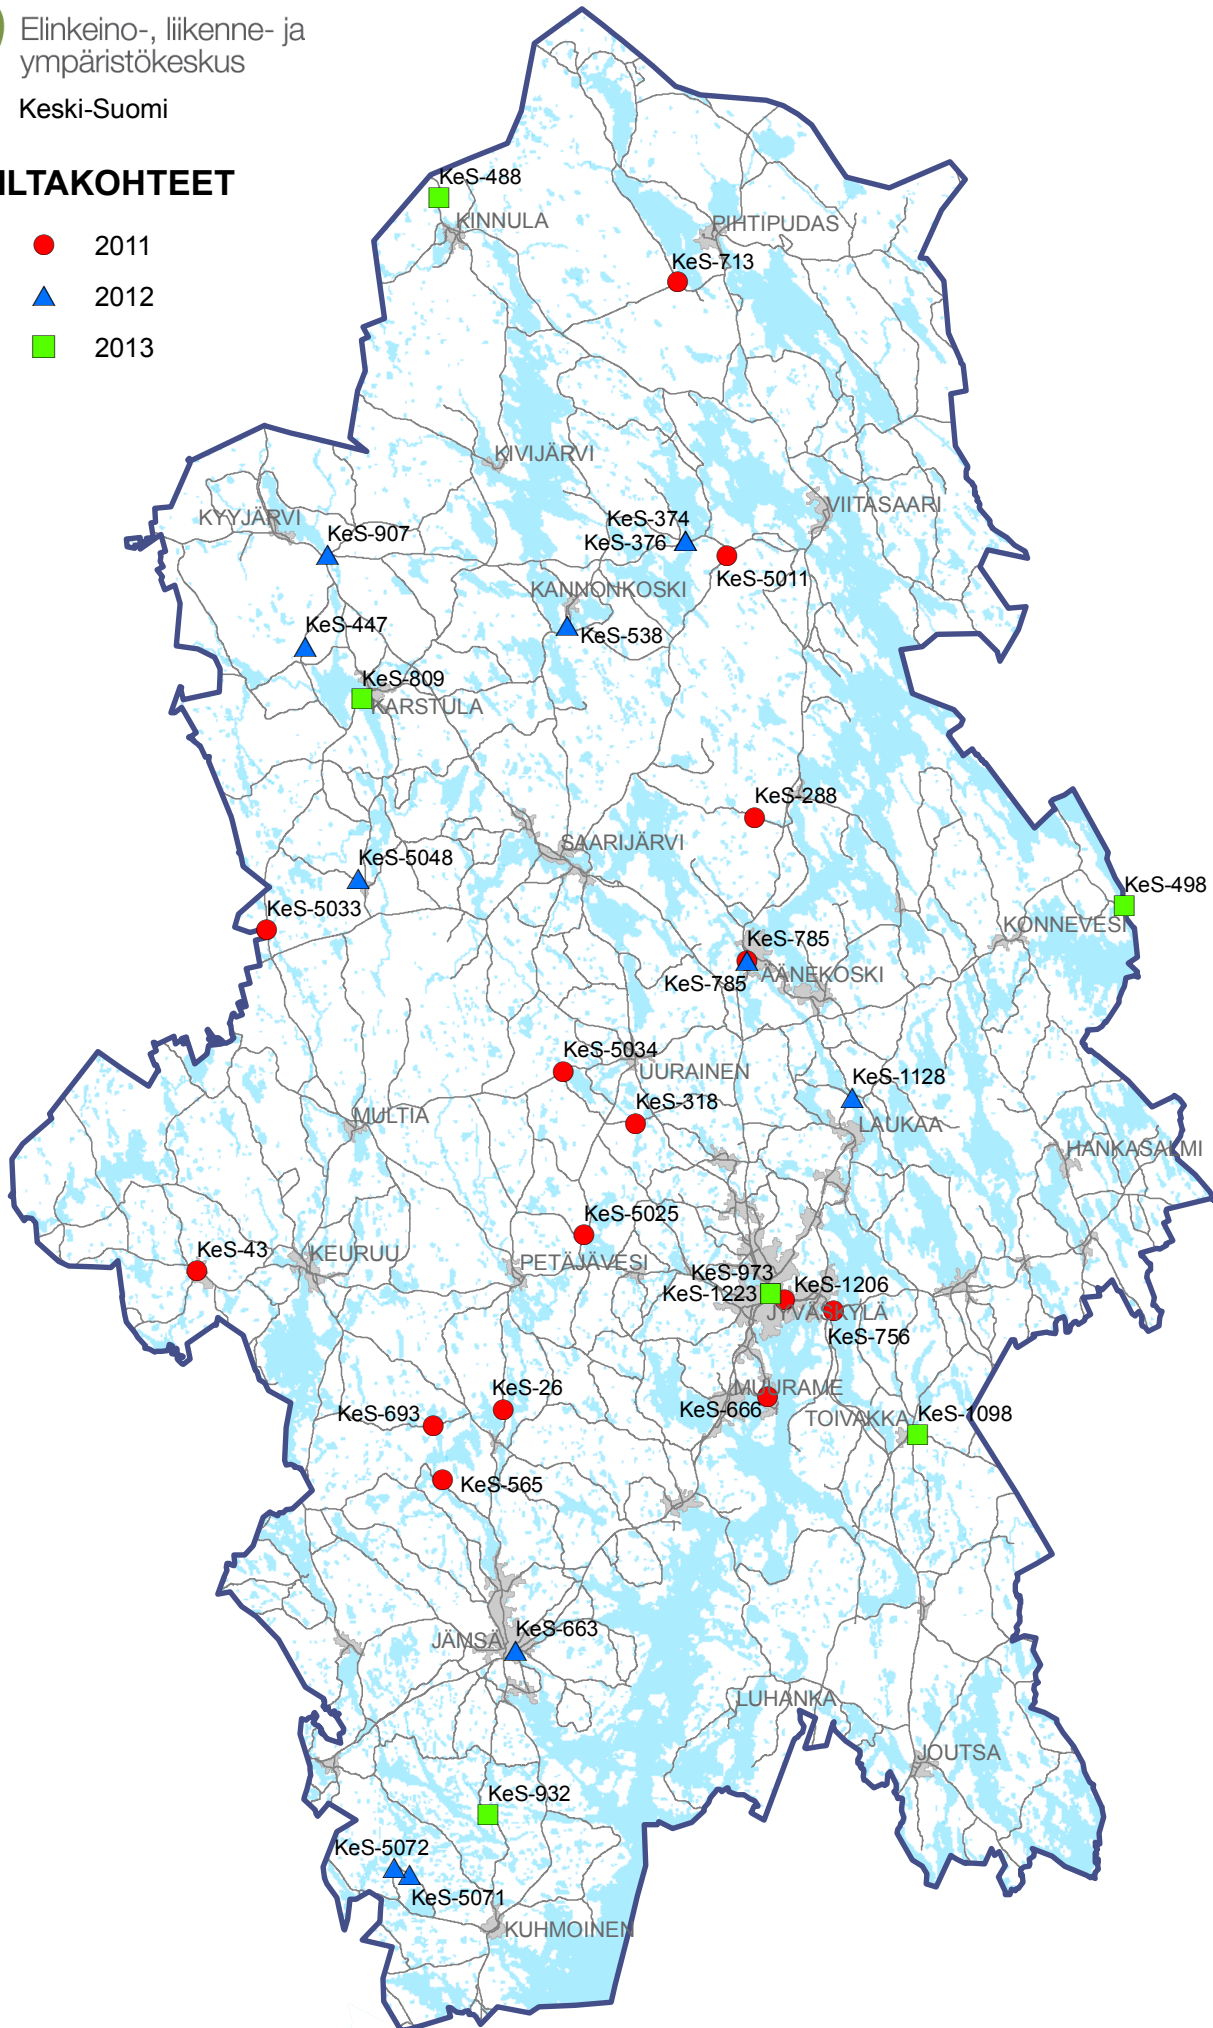 Elinkeino-, liikenne- ja
ympäristökeskus
Keski-Suomi
ILTAKOHTEET
2011
2012
2013
KeS-488
KINNULA
PIHTIPUDAS
KeS-713
KIVIJÄRVI
VIITASAARI
KYYJÄRVI
KeS-907
KeS-374
KeS-376
KeS-5011
KANNONKOSKI
KeS-538
KeS-447
KeS-809
KARSTULA
KeS-288
SAARIJÄRVI
KeS-5048
KeS-5033
KeS-498
KONNEVESI
KeS-785
KeS-785
ÄÄNEKOSKI
KeS-5034
UURAINEN
KeS-1128
LAUKAA
KeS-318
MULTIA
HANKASALMI
KeS-5025
PETÄJÄVESI
KeS-43
KEURUU
KeS-973
KeS-1223
KeS-1206
JYVÄSKYLÄ
KeS-756
MUURAME
KeS-666
TOIVAKKA
KeS-1098
KeS-26
KeS-693
KeS-565
KeS-663
JÄMSÄ
LUHANKA
JOUTSA
KeS-932
KeS-5072
KeS-5071
KUHMOINEN